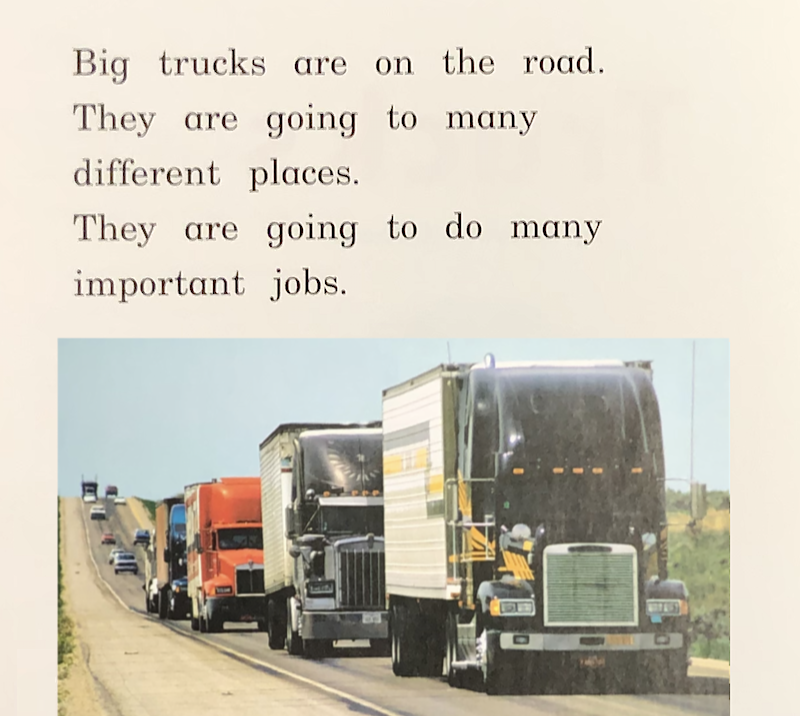 Big trucks are on the road.
They are going to many
different places.
They are going to do many
important jobs.